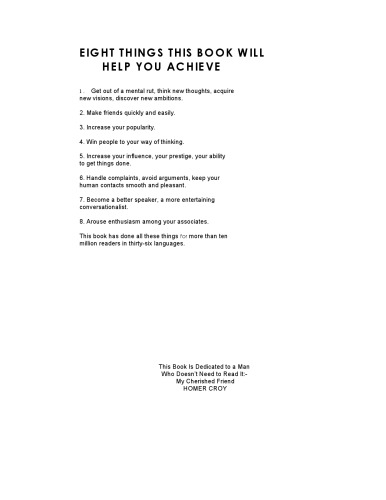 EIGHT THINGS THIS BOOK WILL
HELP YOU ACHIEVE
1. Get out of a mental rut, think new thoughts, acquire
new visions, discover new ambitions.
2. Make friends quickly and easily.
3. Increase your popularity.
4. Win people to your way of thinking.
5. Increase your influence, your prestige, your ability
to get things done.
6. Handle complaints, avoid arguments, keep your
human contacts smooth and pleasant.
7. Become a better speaker, a more entertaining
conversationalist.
8. Arouse enthusiasm among your associates.
This book has done all these things for more than ten
million readers in thirty-six languages.
This Book Is Dedicated to a Man
Who Doesn't Need to Read It:-
My Cherished Friend
HOMER CROY